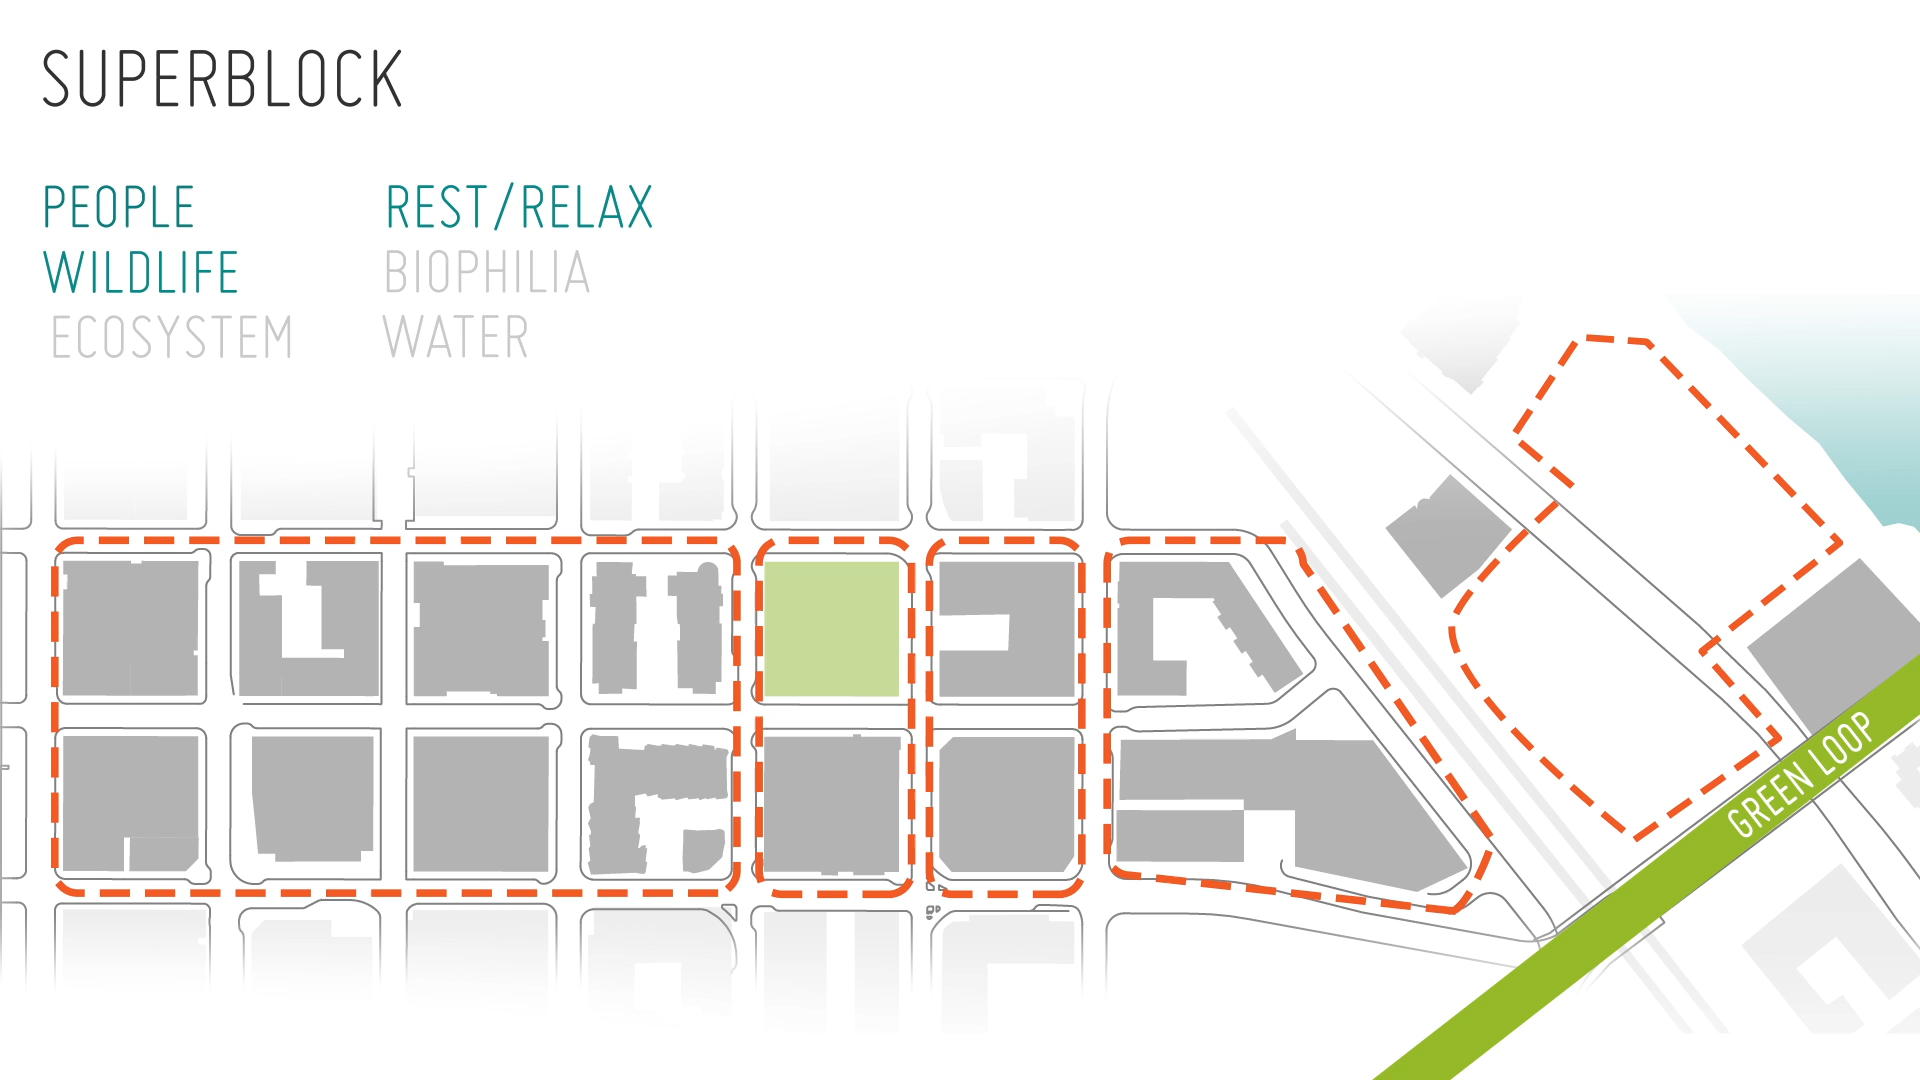 SUPERBLOCK
PEOPLE
WILDLIFE
ECOSYSTEM
REST/RELAX
BIOPHILIA
WATER
GREEN LOOP